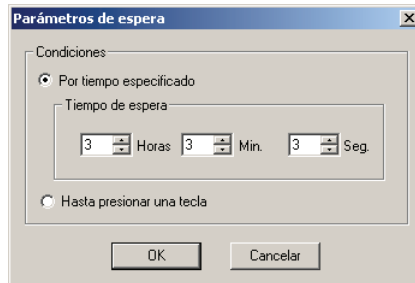 Parámetros de espera
Condiciones
Por tiempo especificado
Tiempo de espera
3 Horas 3 Min. 3 Seg.
Hasta presionar una tecla
OK Cancelar